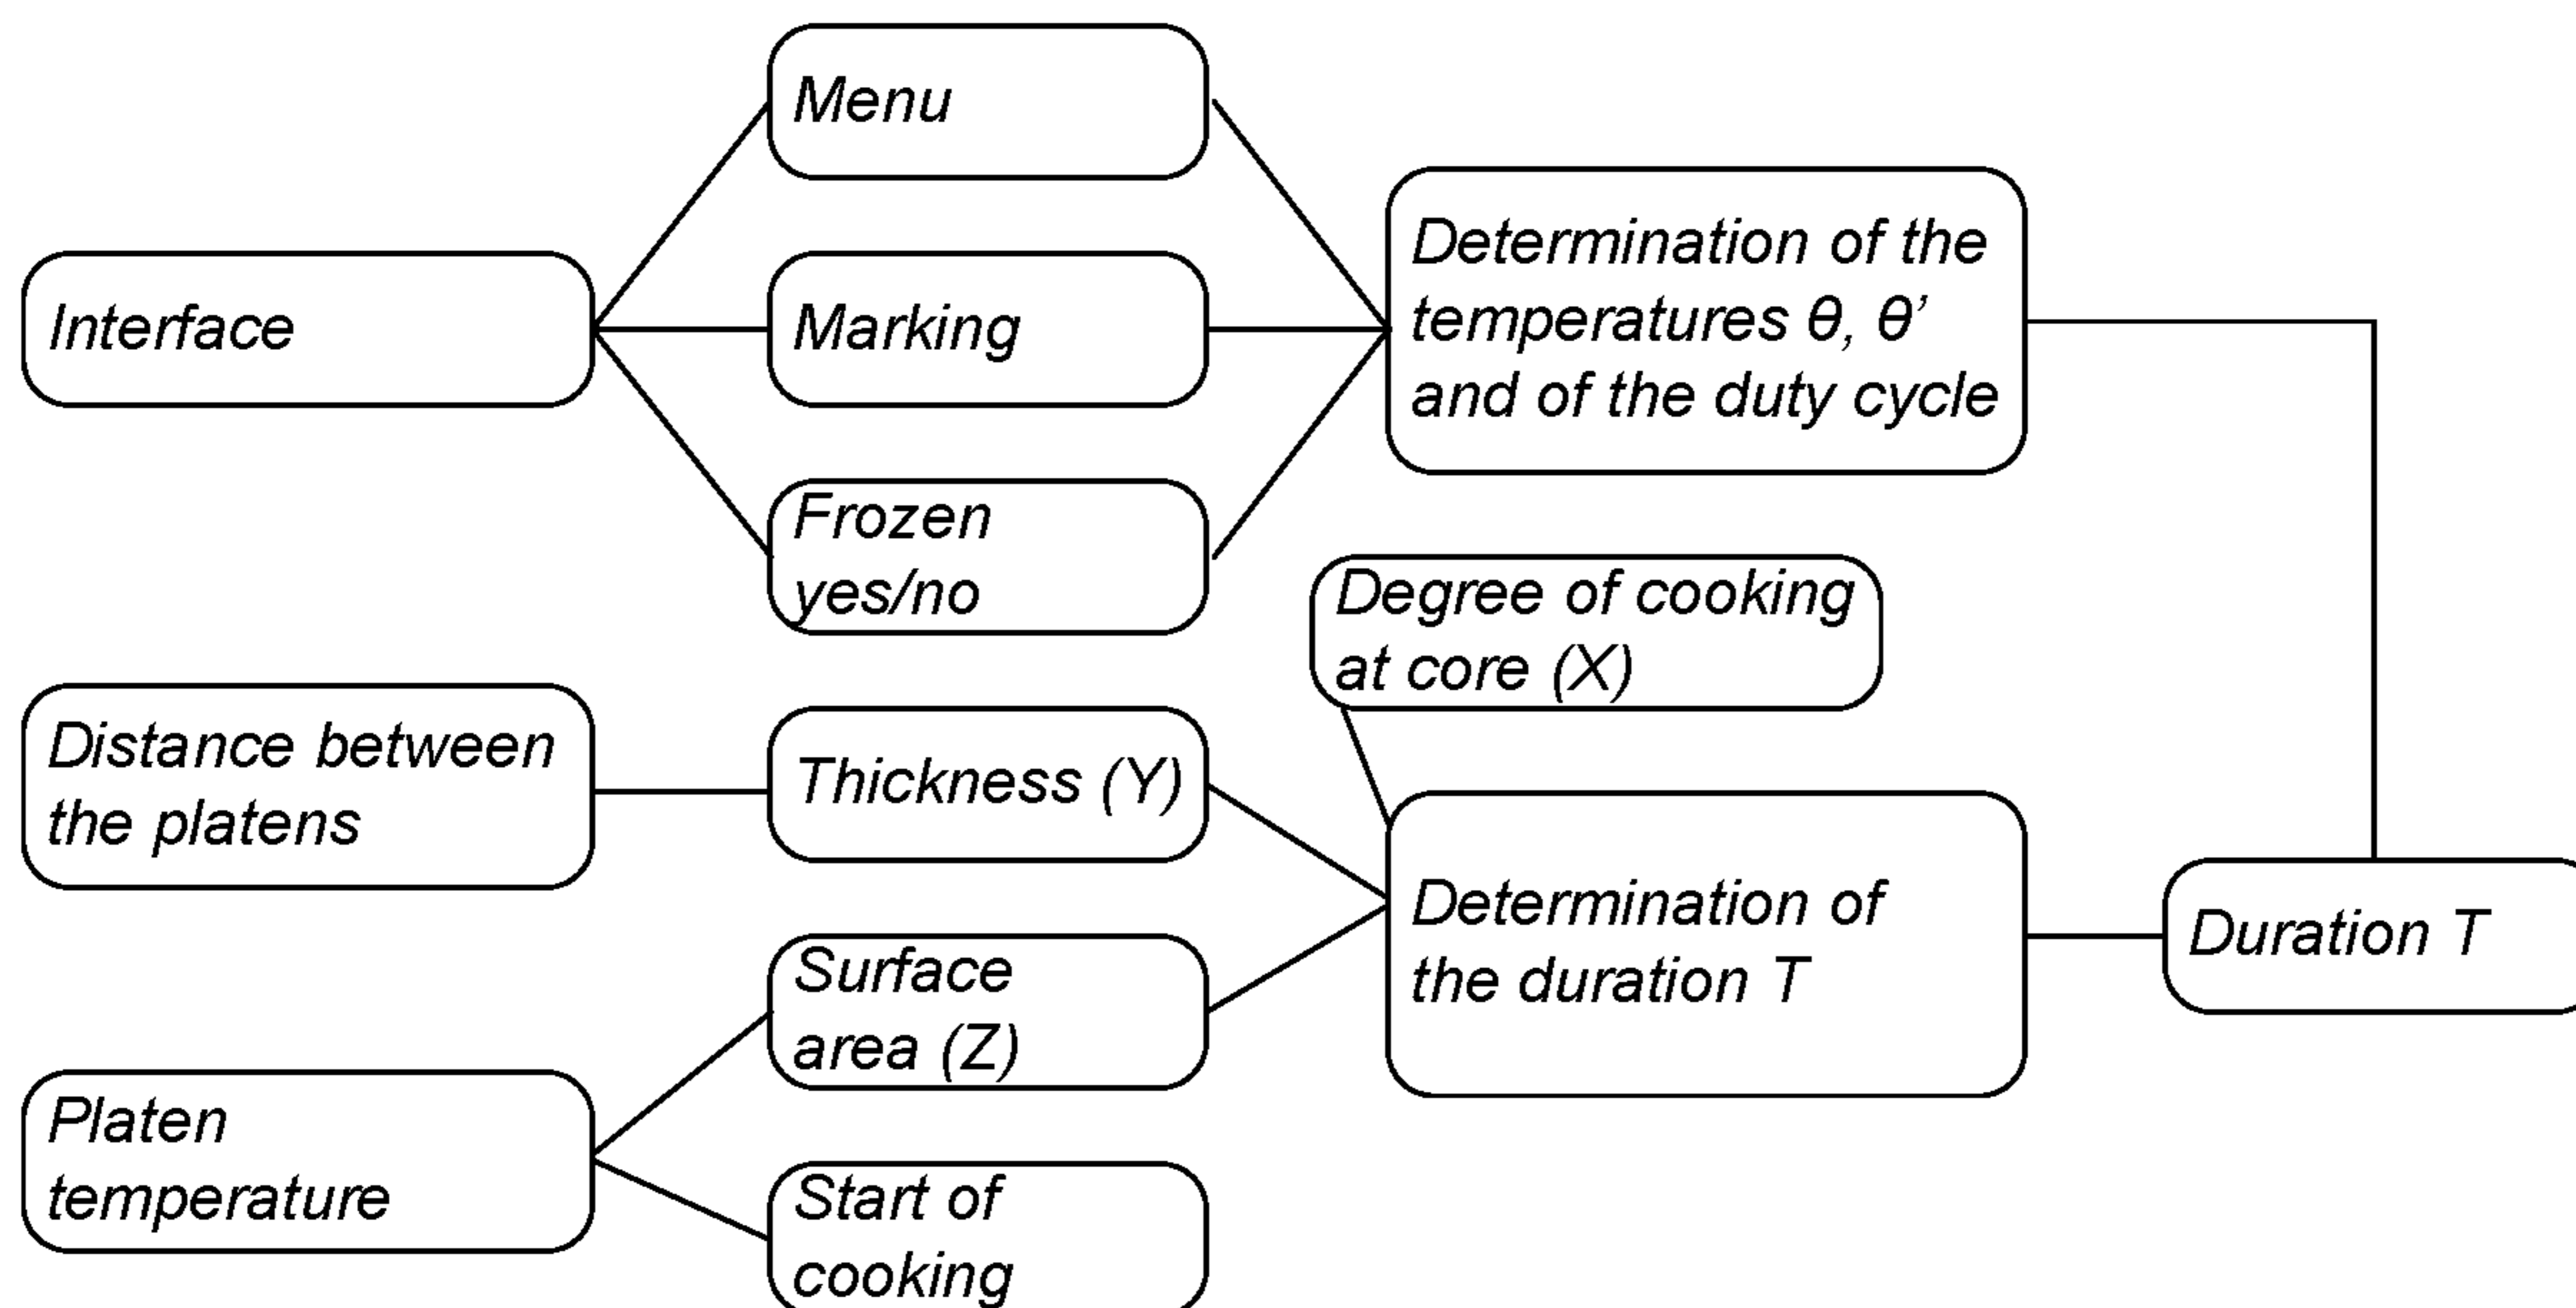 Menu
Interface
Marking
Frozen
yes/no
Determination of the
temperatures θ, θ’
and of the duty cycle
Distance between
the platens
Thickness (Y)
Degree of cooking
at core (X)
Platen
temperature
Surface
area (Z)
Start of
cooking
Determination of
the duration T
Duration T